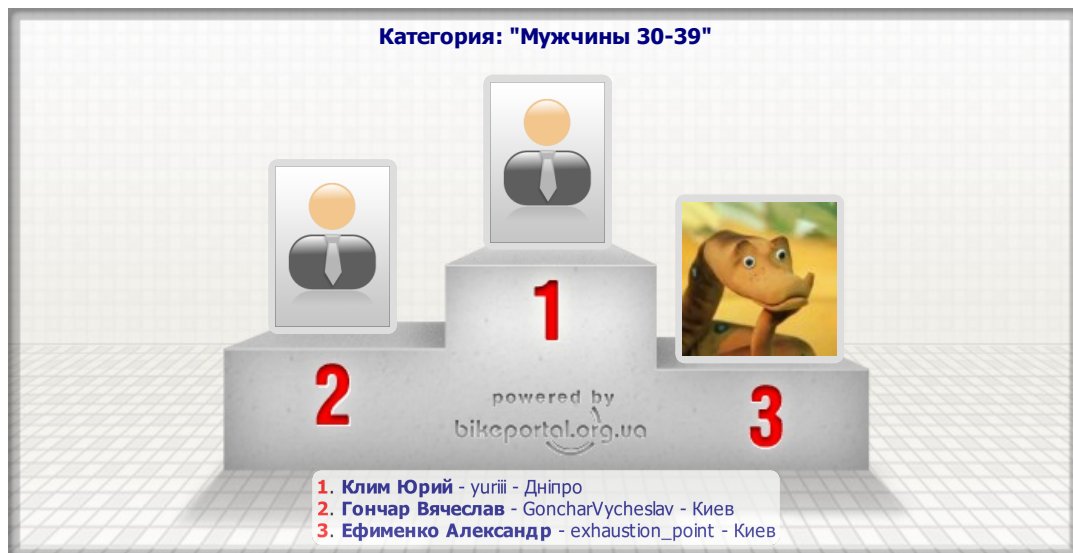 Категория: "Мужчины 30-39"
1
2
3
powered by
bikeportal.org.ua
1. Клим Юрий - yuriii - Дніпро
2. Гончар Вячеслав - GoncharVycheslav - Киев
3. Ефименко Александр - exhaustion_point - Киев